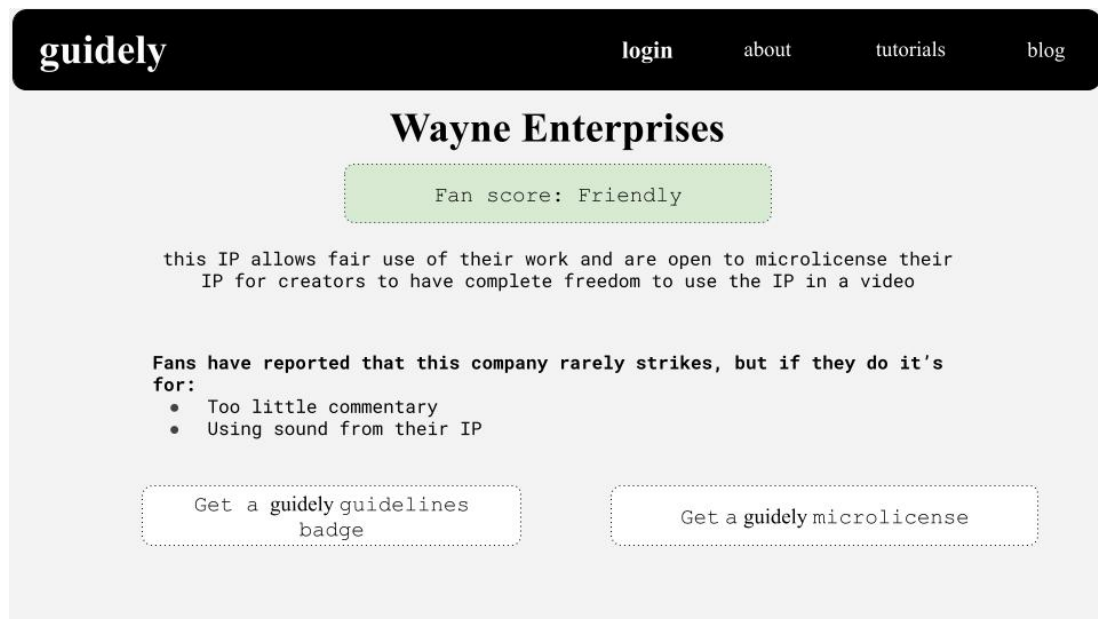 guidely
login about tutorials blog
Wayne Enterprises
Fan score: Friendly
this IP allows fair use of their work and are open to microlicense their
IP for creators to have complete freedom to use the IP in a video
Fans have reported that this company rarely strikes, but if they do it’s
for:
● Too little commentary
● Using sound from their IP
Get a guidely guidelines
badge
Get a guidely microlicense